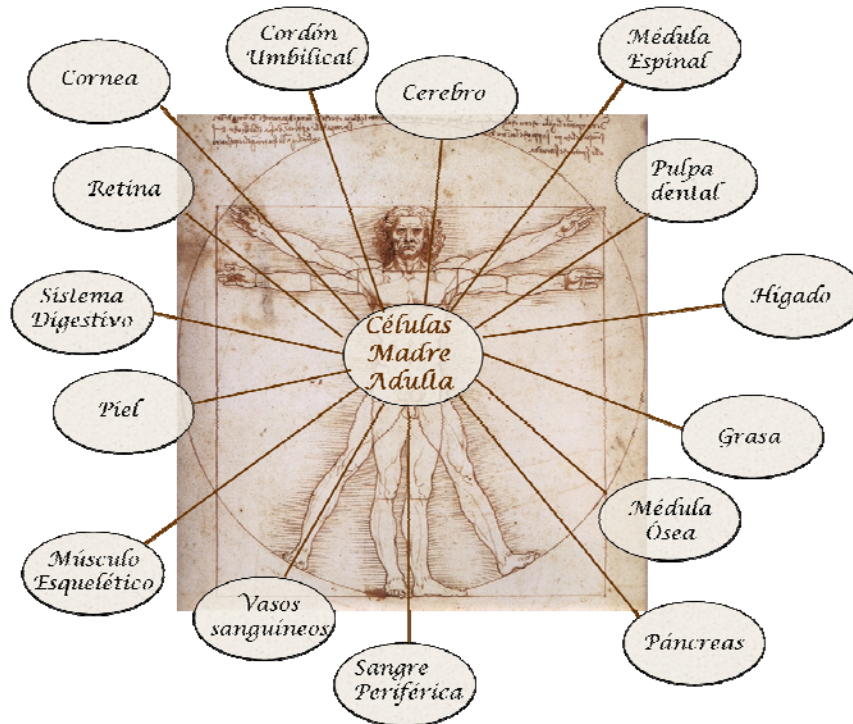 Cordón
Umbilical
Médula
Espinal
Cornea
Cerebro
Retina
Pulpa
dental
Sistema
Digestivo
Hígado
Células
Madre
Adulta
Piel
Grasa
Médula
Ósea
Músculo
Esquelético
Vasos
sanguíneos
Páncreas
Sangre
Periférica